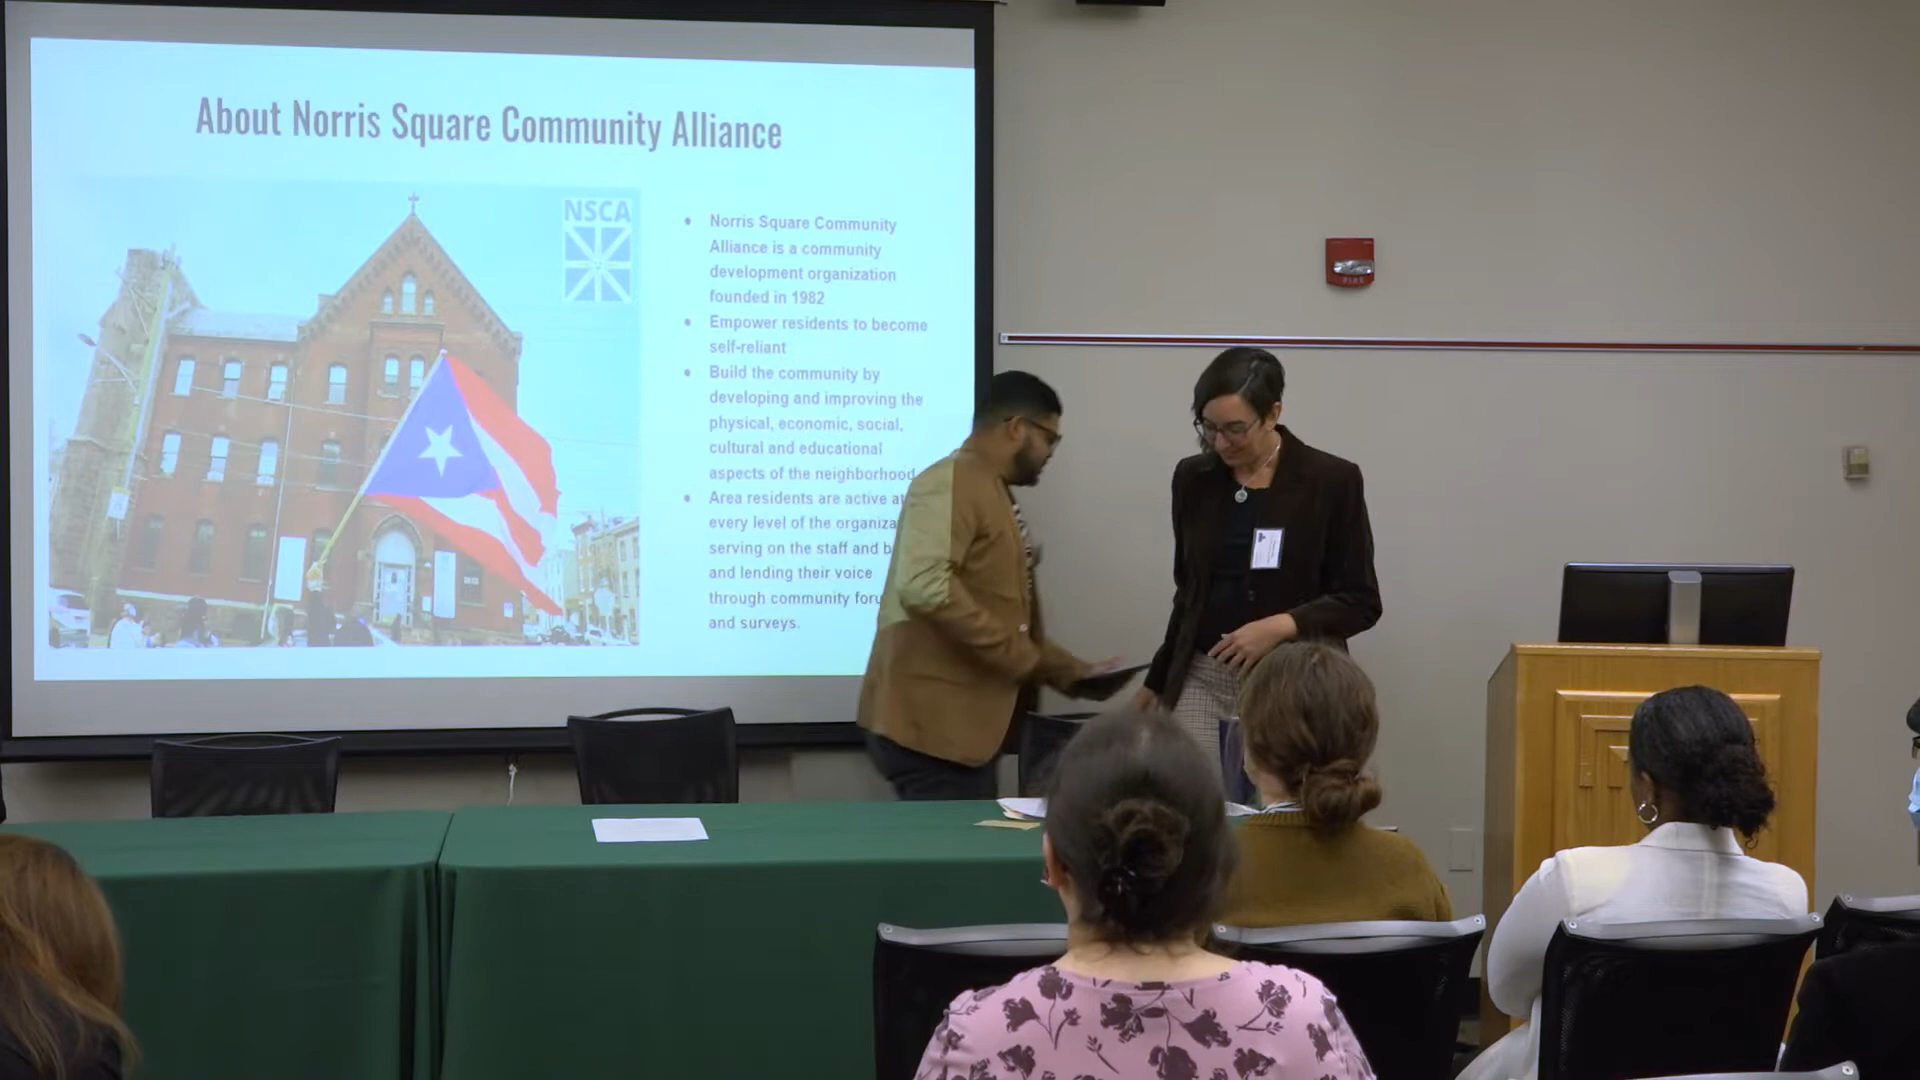 About Norris Square Community Alliance
NSCA
Norris Square Community
Alliance is a community
development organization
founded in 1982
Empower residents to become
self-reliant
Build the community by
developing and improving the
physical, economic, social,
cultural and educational
aspects of the neighborhood
Area residents are active at
every level of the organiza
serving on the staff and b
and lending their voice
through community foru
and surveys.
FIRE